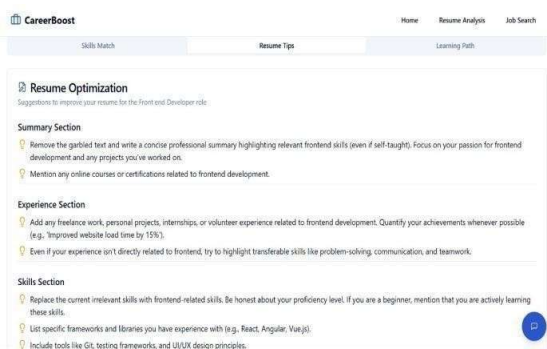 CareerBoost
Home Resume Analysis Job Search
Skills Match Resume Tips Learning Path
Resume Optimization
Suggestions to improve your resume for the Front end Developer role
Summary Section
Remove the garbled text and write a concise professional summary highlighting relevant frontend skills (even if self-taught). Focus on your passion for frontend
development and any projects you've worked on.
Mention any online courses or certifications related to frontend development.
Experience Section
Add any freelance work, personal projects, internships, or volunteer experience related to frontend development. Quantify your achievements whenever possible
(e.g., 'Improved website load time by 15%').
Even if your experience isn't directly related to frontend, try to highlight transferable skills like problem-solving, communication, and teamwork.
Skills Section
Replace the current irrelevant skills with frontend-related skills. Be honest about your proficiency level. If you are a beginner, mention that you are actively learning
these skills.
List specific frameworks and libraries you have experience with (e.g., React, Angular, Vue.js).
Include tools like Git, testing frameworks, and UI/UX design principles.